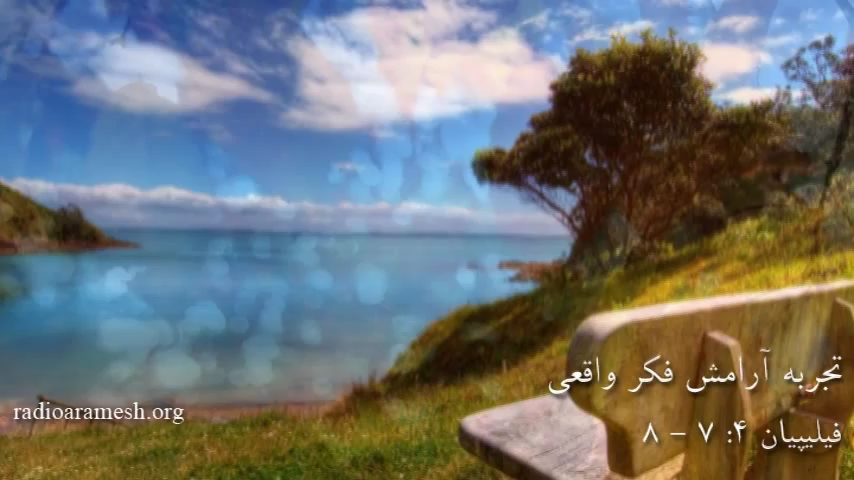 تجربه آرامش فکر واقعی
radioaramesh.org
فیلیپیان ۴: ۷ – ۸